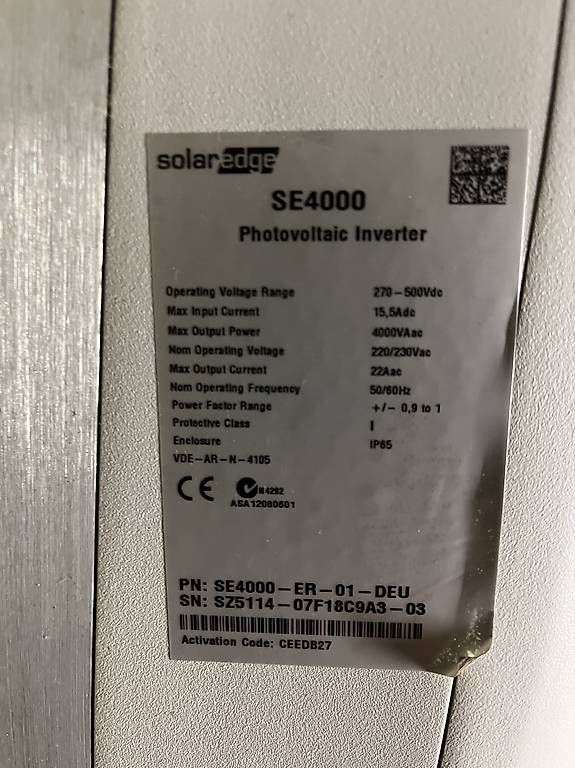 solaredge
SE4000
Photovoltaic Inverter
Operating Voltage Range 270-500Vdc
Max Input Current 15,5Adc
Max Output Power 4000VAac
Nom Operating Voltage 220/230Vac
Max Output Current 22Aac
Nom Operating Frequency 50/60Hz
Power Factor Range +/- 0,9 to 1
Protective Class I
Enclosure IP65
VDE-AR-N-4105
CE N4292
ASA12080601
PN: SE4000-ER-01-DEU
SN: SZ5114-07F18C9A3-03
Activation Code: CEEDB27